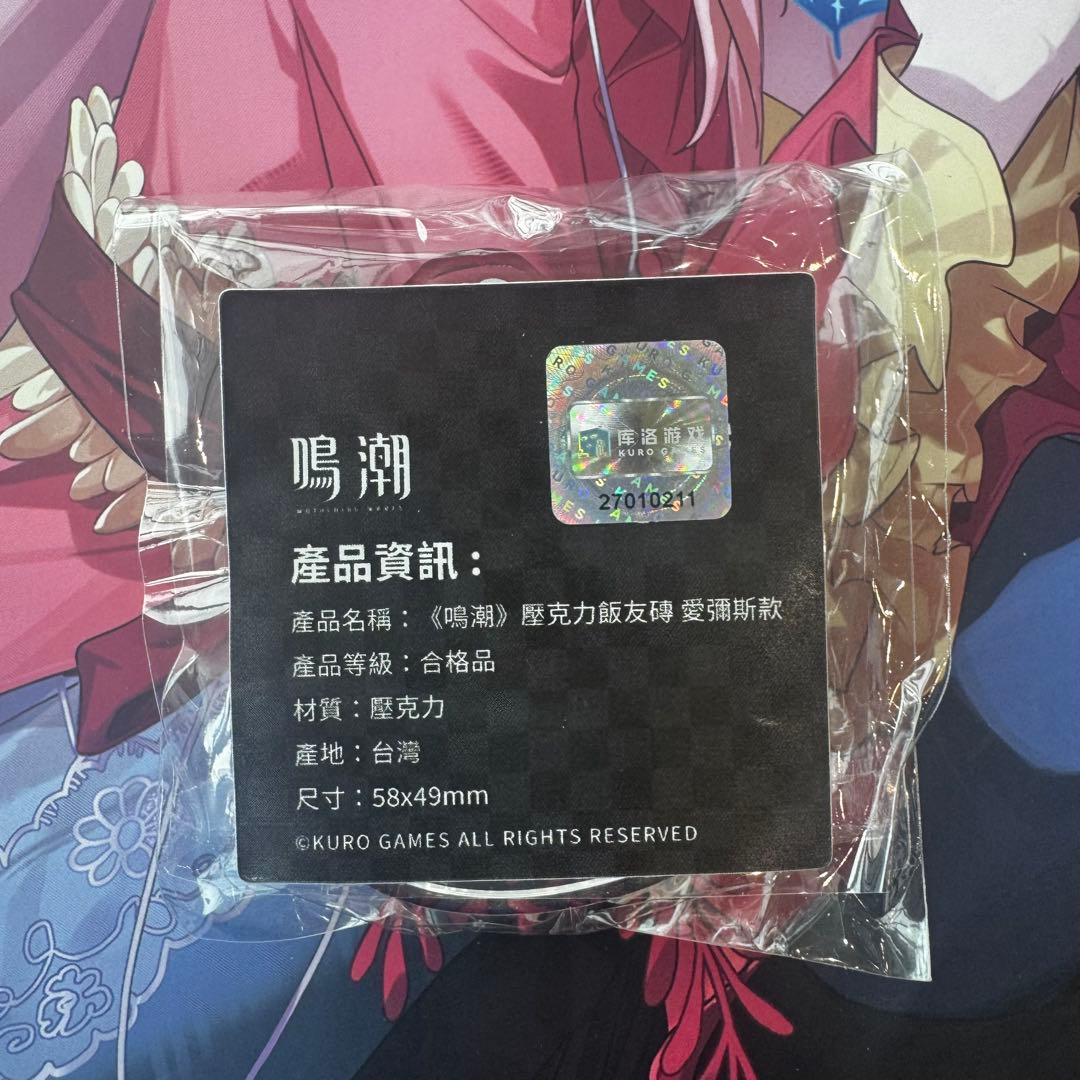 库洛游戏
KURO GAMES
27010211
鳴潮
WUTHERING WAVES
產品資訊：
產品名稱：《鳴潮》壓克力飯友磚 愛彌斯款
產品等級：合格品
材質：壓克力
產地：台灣
尺寸：58x49mm
©KURO GAMES ALL RIGHTS RESERVED